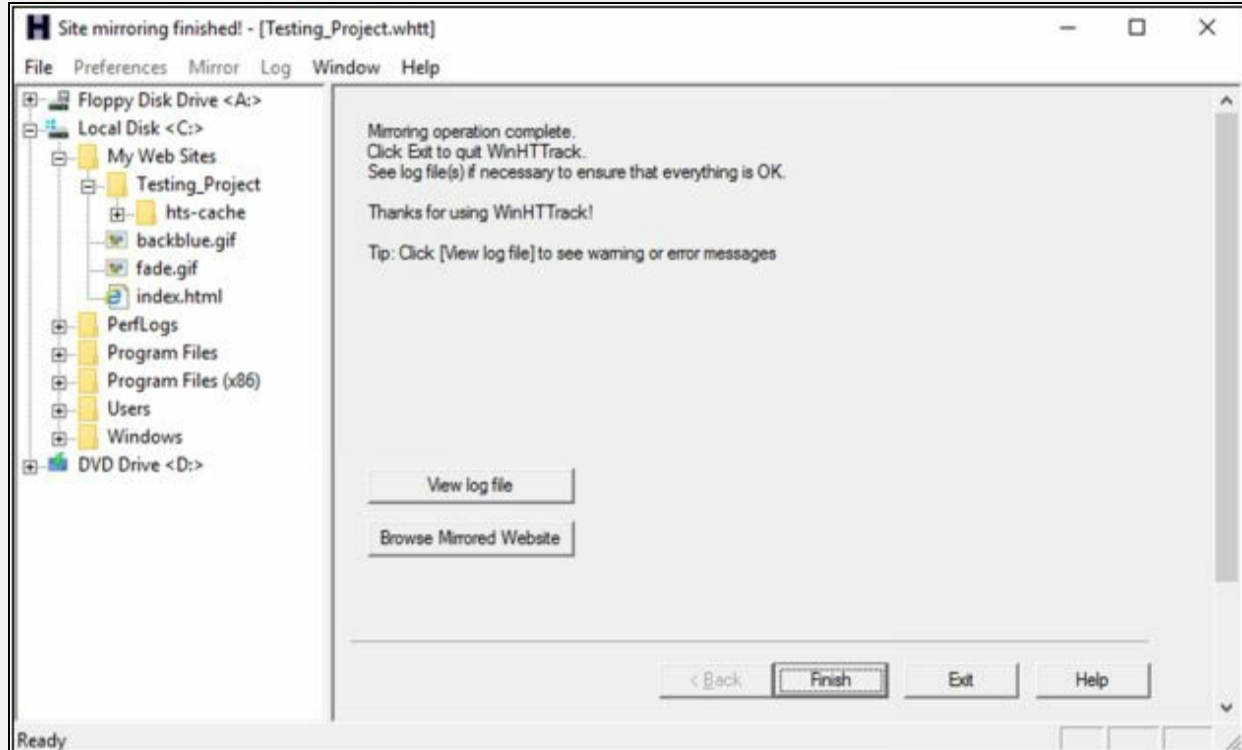 Site mirroring finished! - [Testing_Project.whtt]
File Preferences Mirror Log Window Help
Floppy Disk Drive <A:>
Local Disk <C:>
My Web Sites
Testing_Project
hts-cache
backblue.gif
fade.gif
index.html
PerfLogs
Program Files
Program Files (x86)
Users
Windows
DVD Drive <D:>
Mirroring operation complete.
Click Exit to quit WinHTTrack.
See log file(s) if necessary to ensure that everything is OK.
Thanks for using WinHTTrack!
Tip: Click [View log file] to see warning or error messages
View log file
Browse Mirrored Website
< Back Finish Exit Help
Ready